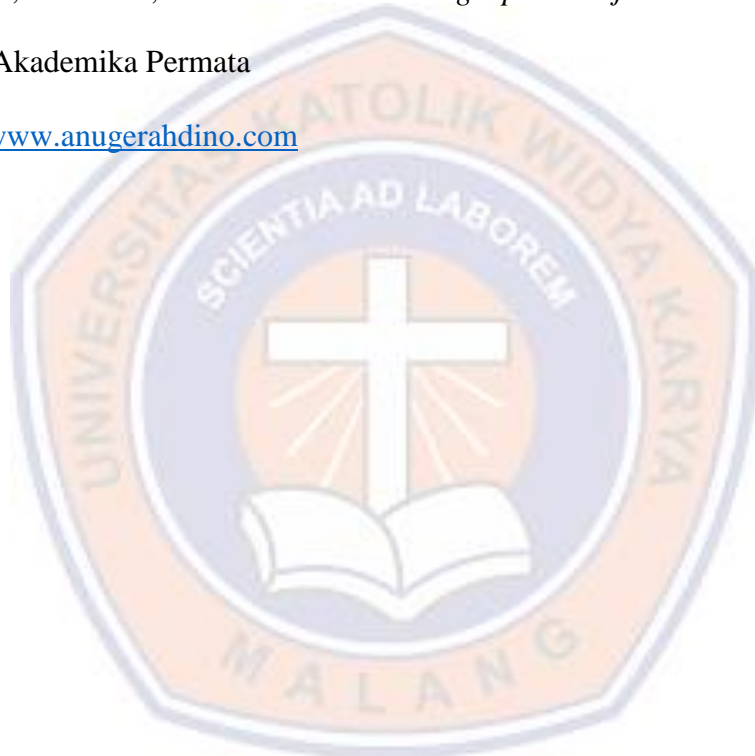 Akademika Permata
www.anugerahdino.com
UNIVERSITAS KATOLIK WIDYA KARYA
SCIENTIA AD LABOREM
MALANG